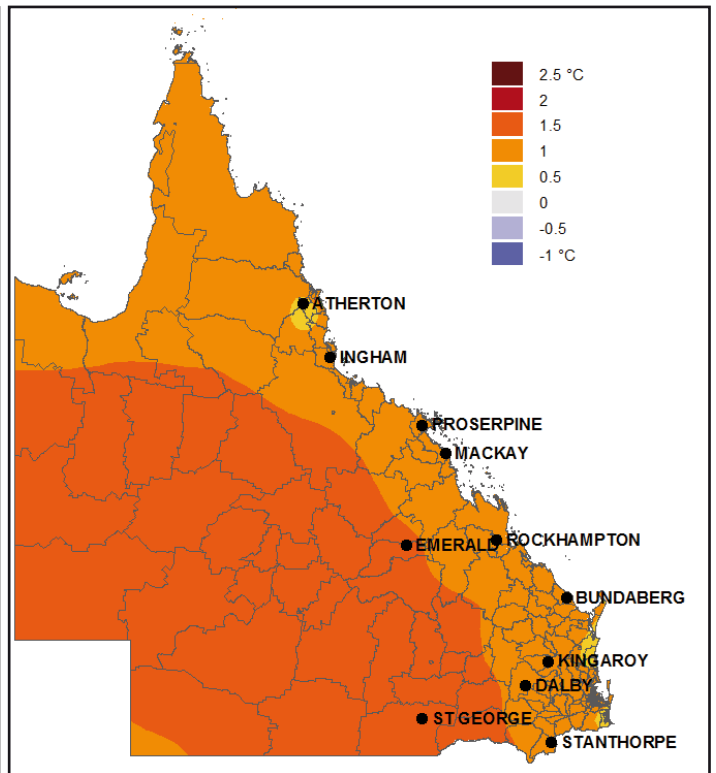 2.5 °C
2
1.5
1
0.5
0
-0.5
-1 °C
ATHERTON
INGHAM
PROSERPINE
MACKAY
EMERALD
ROCKHAMPTON
BUNDABERG
KINGAROY
DALBY
ST GEORGE
STANTHORPE